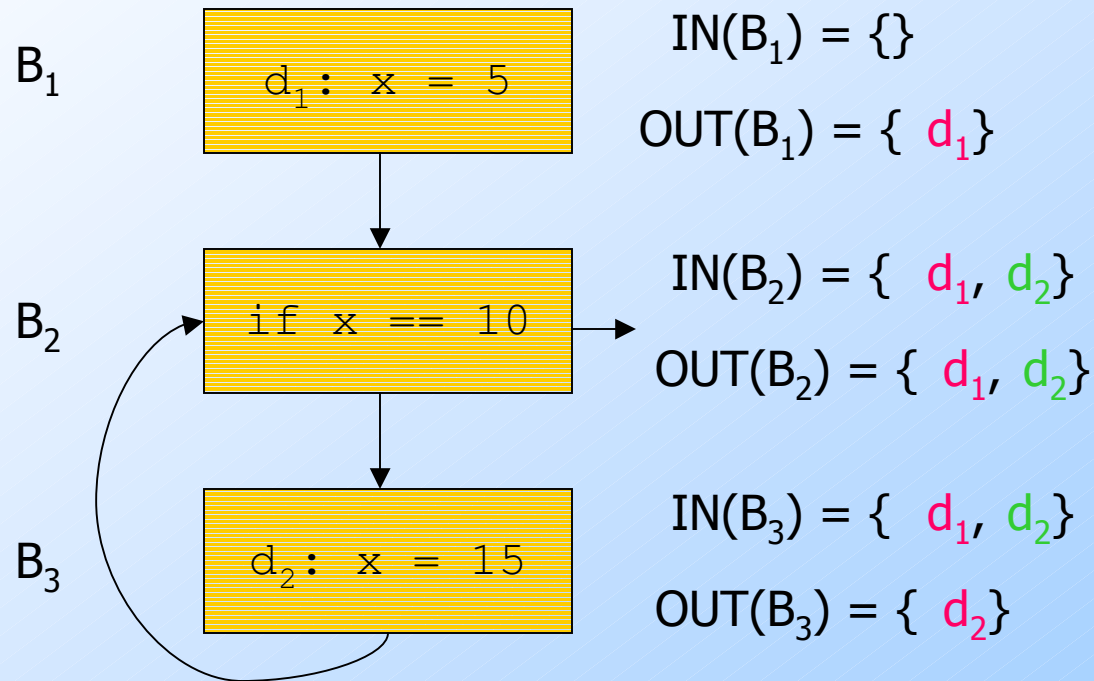 IN(B₁) = {}
B₁
d₁: x = 5
OUT(B₁) = { d₁}
IN(B₂) = { d₁, d₂}
B₂
if x == 10
OUT(B₂) = { d₁, d₂}
IN(B₃) = { d₁, d₂}
B₃
d₂: x = 15
OUT(B₃) = { d₂}